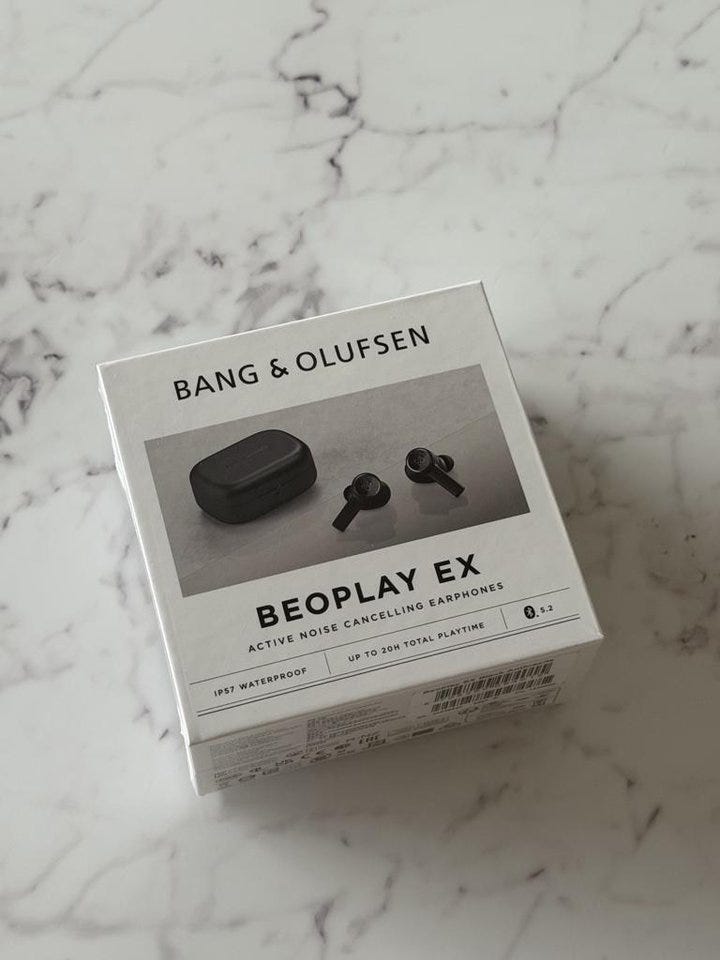 BANG & OLUFSEN
BEOPLAY EX
ACTIVE NOISE CANCELLING EARPHONES
IP57 WATERPROOF
UP TO 20H TOTAL PLAYTIME
5.2